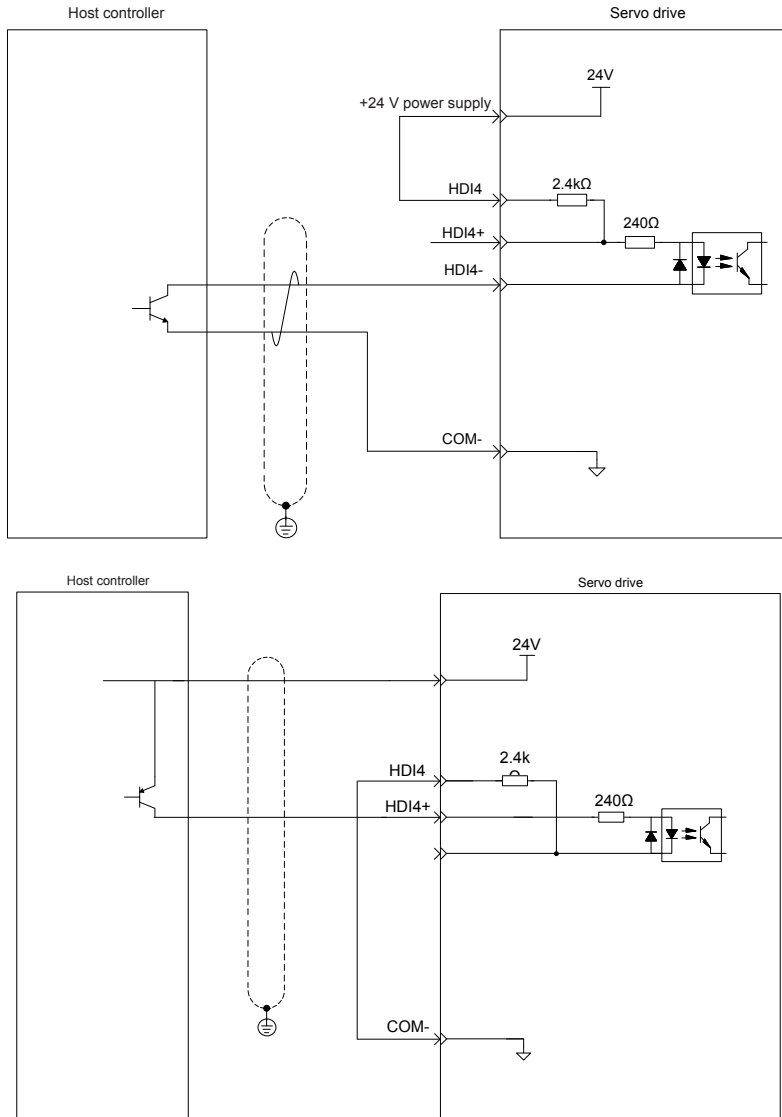 Host controller
Servo drive
24V
+24 V power supply
HDI4
2.4kΩ
HDI4+
240Ω
HDI4-
COM-
Host controller
Servo drive
24V
HDI4
2.4k
HDI4+
240Ω
COM-